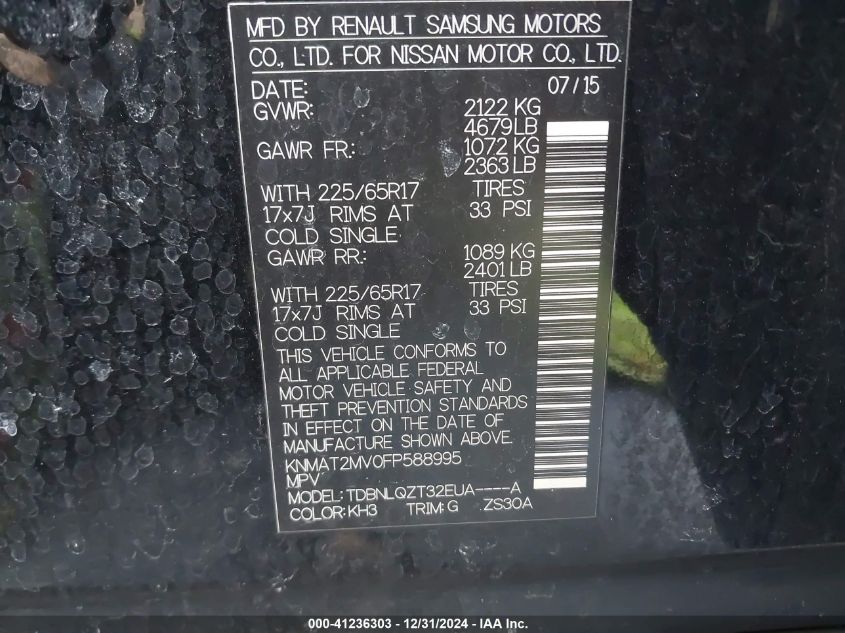 MFD BY RENAULT SAMSUNG MOTORS
CO., LTD. FOR NISSAN MOTOR CO., LTD.
DATE: 07/15
GVWR: 2122 KG
4679LB
GAWR FR: 1072 KG
2363LB
WITH 225/65R17 TIRES
17x7J RIMS AT 33 PSI
COLD SINGLE
GAWR RR: 1089 KG
2401LB
WITH 225/65R17 TIRES
17x7J RIMS AT 33 PSI
COLD SINGLE
THIS VEHICLE CONFORMS TO
ALL APPLICABLE FEDERAL
MOTOR VEHICLE SAFETY AND
THEFT PREVENTION STANDARDS
IN EFFECT ON THE DATE OF
MANUFACTURE SHOWN ABOVE.
KNMAT2MV0FP588995
MPV
MODEL: TDBNLQZT32EUA----A
COLOR: KH3 TRIM: G ZS30A
000-41236303 - 12/31/2024 - IAA Inc.